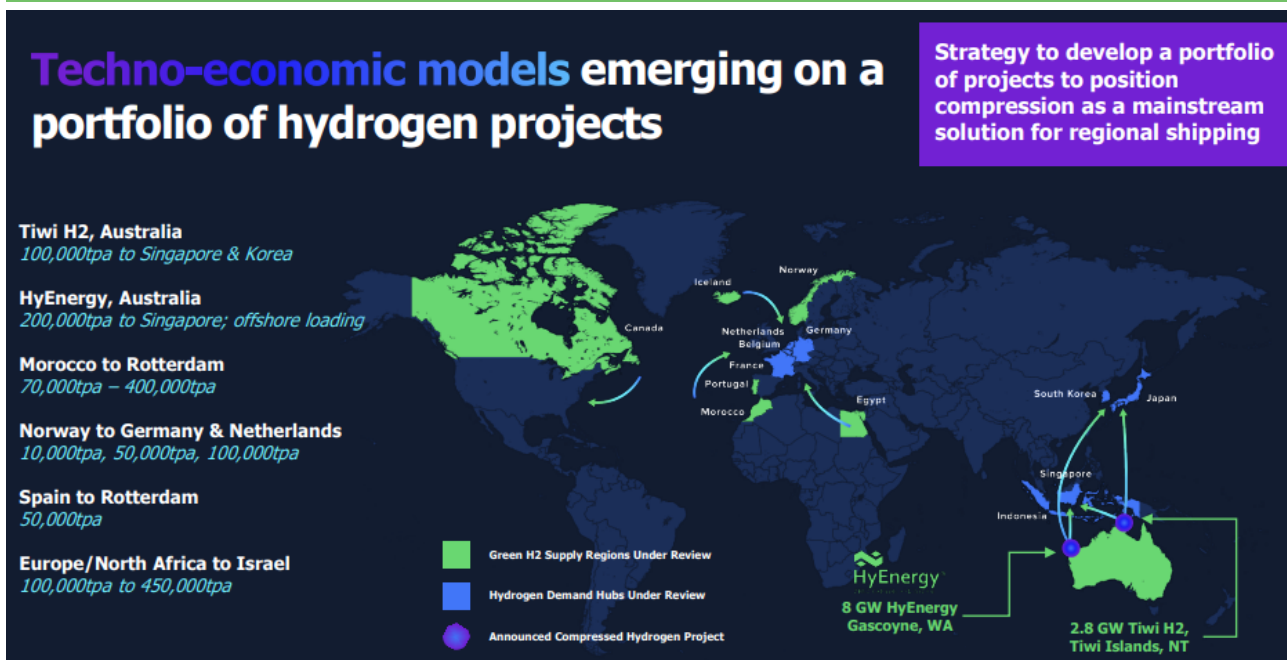 Techno-economic models emerging on a
portfolio of hydrogen projects
Strategy to develop a portfolio
of projects to position
compression as a mainstream
solution for regional shipping
Tiwi H2, Australia
100,000tpa to Singapore & Korea
HyEnergy, Australia
200,000tpa to Singapore; offshore loading
Morocco to Rotterdam
70,000tpa – 400,000tpa
Norway to Germany & Netherlands
10,000tpa, 50,000tpa, 100,000tpa
Spain to Rotterdam
50,000tpa
Europe/North Africa to Israel
100,000tpa to 450,000tpa
Canada
Iceland
Norway
Netherlands
Belgium
Germany
France
Portugal
Morocco
Egypt
South Korea
Japan
Singapore
Indonesia
Green H2 Supply Regions Under Review
Hydrogen Demand Hubs Under Review
Announced Compressed Hydrogen Project
HyEnergy
8 GW HyEnergy
Gascoyne, WA
2.8 GW Tiwi H2,
Tiwi Islands, NT